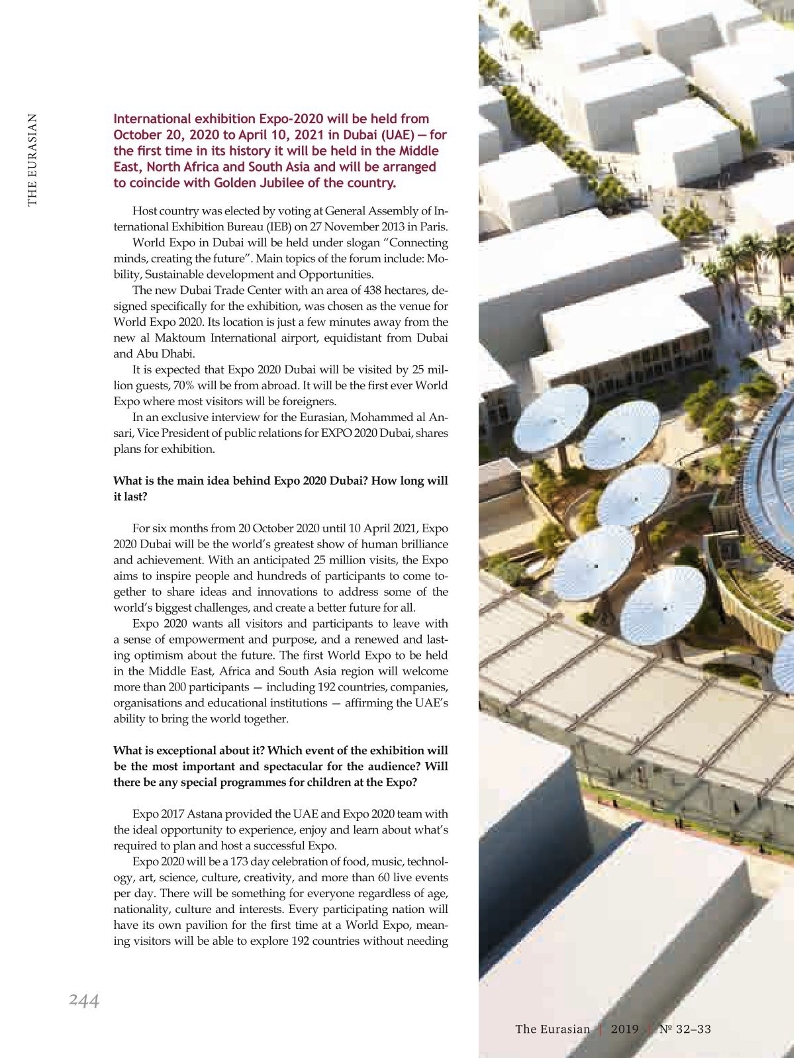 THE EURASIAN
International exhibition Expo-2020 will be held from
October 20, 2020 to April 10, 2021 in Dubai (UAE) — for
the first time in its history it will be held in the Middle
East, North Africa and South Asia and will be arranged
to coincide with Golden Jubilee of the country.
Host country was elected by voting at General Assembly of In-
ternational Exhibition Bureau (IEB) on 27 November 2013 in Paris.
World Expo in Dubai will be held under slogan “Connecting
minds, creating the future”. Main topics of the forum include: Mo-
bility, Sustainable development and Opportunities.
The new Dubai Trade Center with an area of 438 hectares, de-
signed specifically for the exhibition, was chosen as the venue for
World Expo 2020. Its location is just a few minutes away from the
new al Maktoum International airport, equidistant from Dubai
and Abu Dhabi.
It is expected that Expo 2020 Dubai will be visited by 25 mil-
lion guests, 70% will be from abroad. It will be the first ever World
Expo where most visitors will be foreigners.
In an exclusive interview for the Eurasian, Mohammed al An-
sari, Vice President of public relations for EXPO 2020 Dubai, shares
plans for exhibition.
What is the main idea behind Expo 2020 Dubai? How long will
it last?
For six months from 20 October 2020 until 10 April 2021, Expo
2020 Dubai will be the world’s greatest show of human brilliance
and achievement. With an anticipated 25 million visits, the Expo
aims to inspire people and hundreds of participants to come to-
gether to share ideas and innovations to address some of the
world’s biggest challenges, and create a better future for all.
Expo 2020 wants all visitors and participants to leave with
a sense of empowerment and purpose, and a renewed and last-
ing optimism about the future. The first World Expo to be held
in the Middle East, Africa and South Asia region will welcome
more than 200 participants — including 192 countries, companies,
organisations and educational institutions — affirming the UAE’s
ability to bring the world together.
What is exceptional about it? Which event of the exhibition will
be the most important and spectacular for the audience? Will
there be any special programmes for children at the Expo?
Expo 2017 Astana provided the UAE and Expo 2020 team with
the ideal opportunity to experience, enjoy and learn about what’s
required to plan and host a successful Expo.
Expo 2020 will be a 173 day celebration of food, music, technol-
ogy, art, science, culture, creativity, and more than 60 live events
per day. There will be something for everyone regardless of age,
nationality, culture and interests. Every participating nation will
have its own pavilion for the first time at a World Expo, mean-
ing visitors will be able to explore 192 countries without needing
244
The Eurasian | 2019 | № 32–33